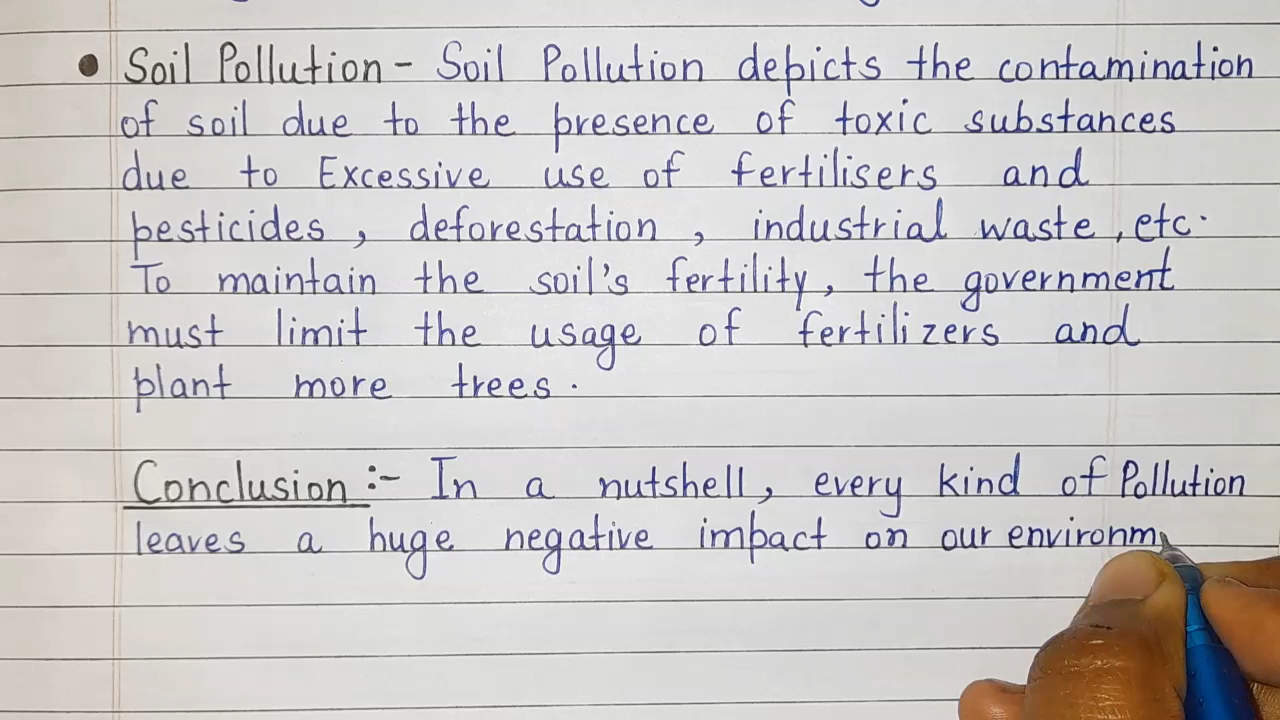 • Soil Pollution - Soil Pollution depicts the contamination
of soil due to the presence of toxic substances
due to Excessive use of fertilisers and
pesticides, deforestation, industrial waste, etc.
To maintain the soil's fertility, the government
must limit the usage of fertilizers and
plant more trees.
Conclusion :- In a nutshell, every kind of Pollution
leaves a huge negative impact on our environm